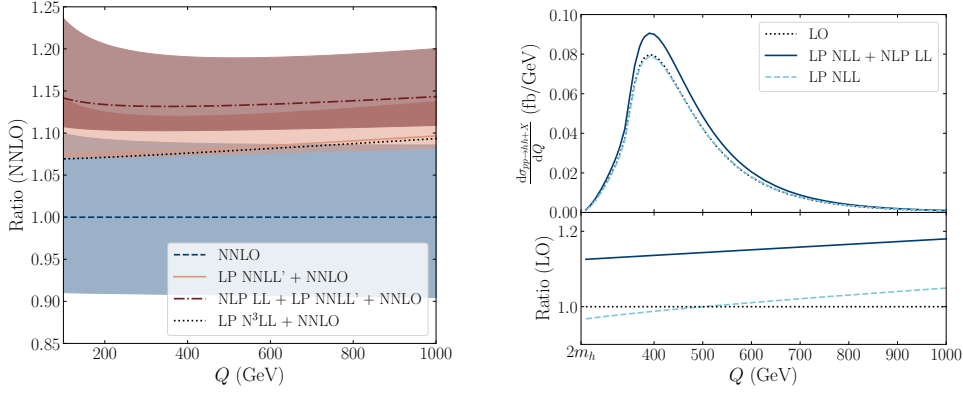 1.25
1.20
1.15
1.10
1.05
1.00
0.95
0.90
0.85
Ratio (NNLO)
NNLO
LP NNLL' + NNLO
NLP LL + LP NNLL' + NNLO
LP N³LL + NNLO
200 400 600 800 1000
Q (GeV)
0.10
0.08
0.06
0.04
0.02
0.00
dσ_{pp→hh+X}/dQ (fb/GeV)
LO
LP NLL + NLP LL
LP NLL
1.2
1.0
Ratio (LO)
2m_h 400 500 600 700 800 900 1000
Q (GeV)